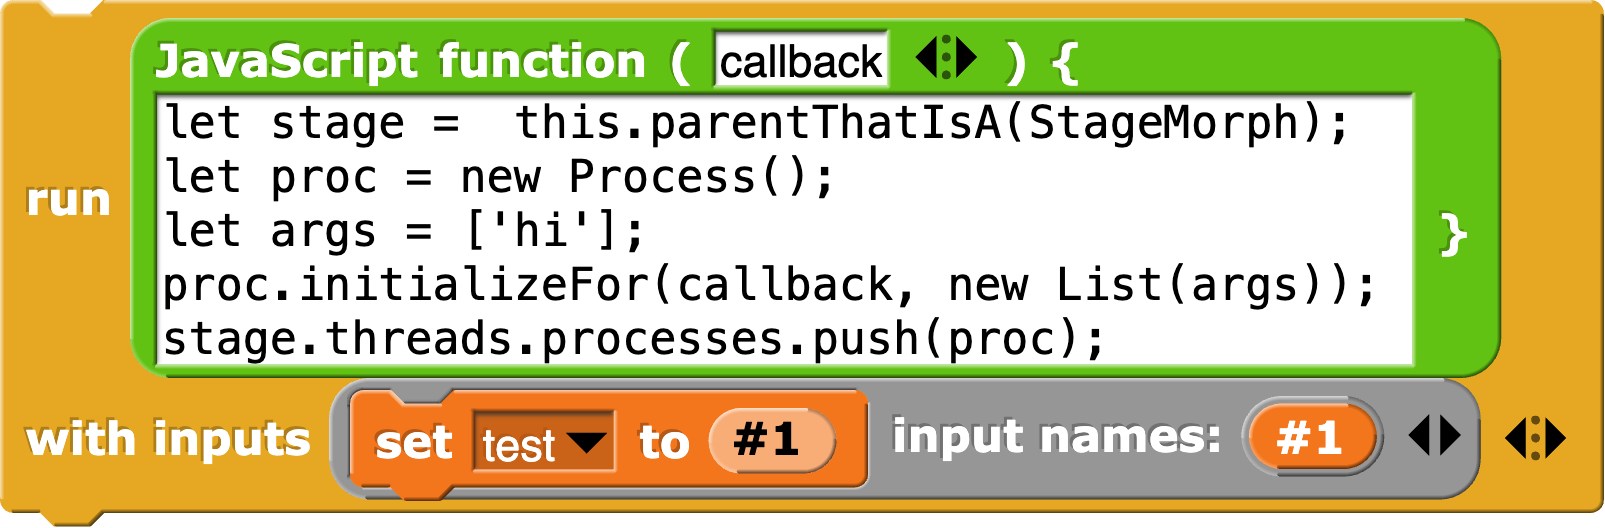 JavaScript function ( callback ) {
let stage =  this.parentThatIsA(StageMorph);
let proc = new Process();
run
let args = ['hi'];
}
proc.initializeFor(callback, new List(args));
stage.threads.processes.push(proc);
with inputs set test to #1 input names: #1